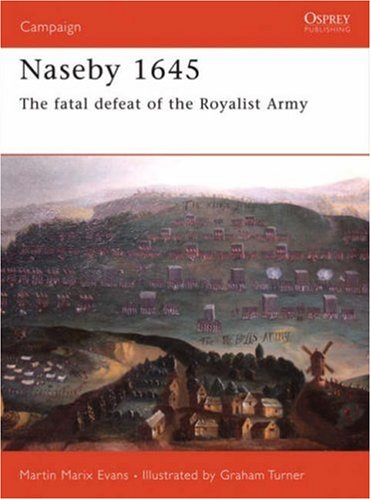 Campaign
OSPREY
PUBLISHING
Naseby 1645
The fatal defeat of the Royalist Army
Martin Marix Evans • Illustrated by Graham Turner